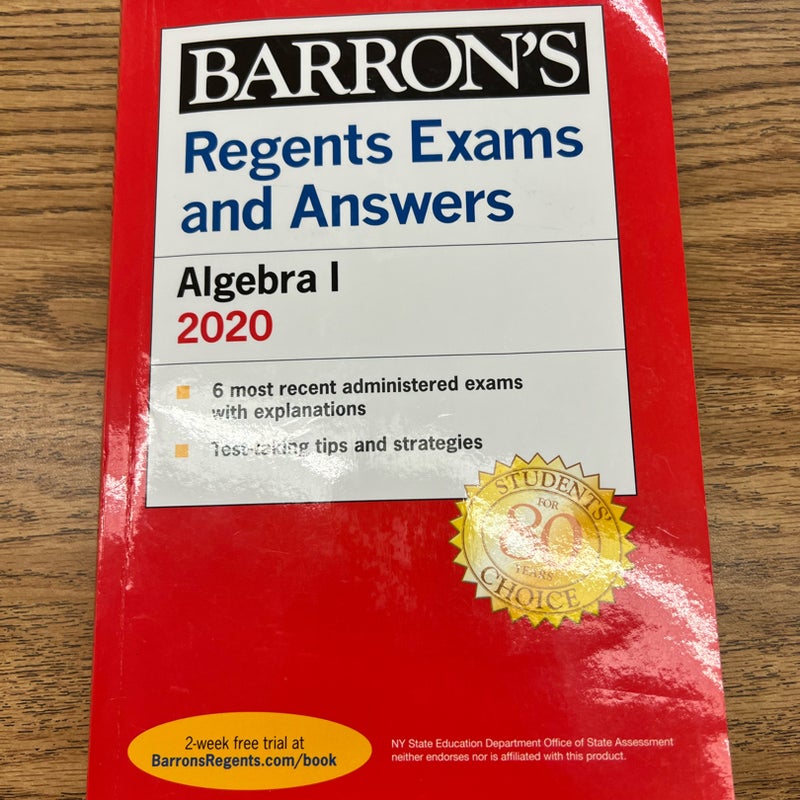 BARRON'S
Regents Exams
and Answers
Algebra I
2020
6 most recent administered exams
with explanations
Test-taking tips and strategies
STUDENTS'
FOR
80
YEARS
CHOICE
2-week free trial at
BarronsRegents.com/book
NY State Education Department Office of State Assessment
neither endorses nor is affiliated with this product.